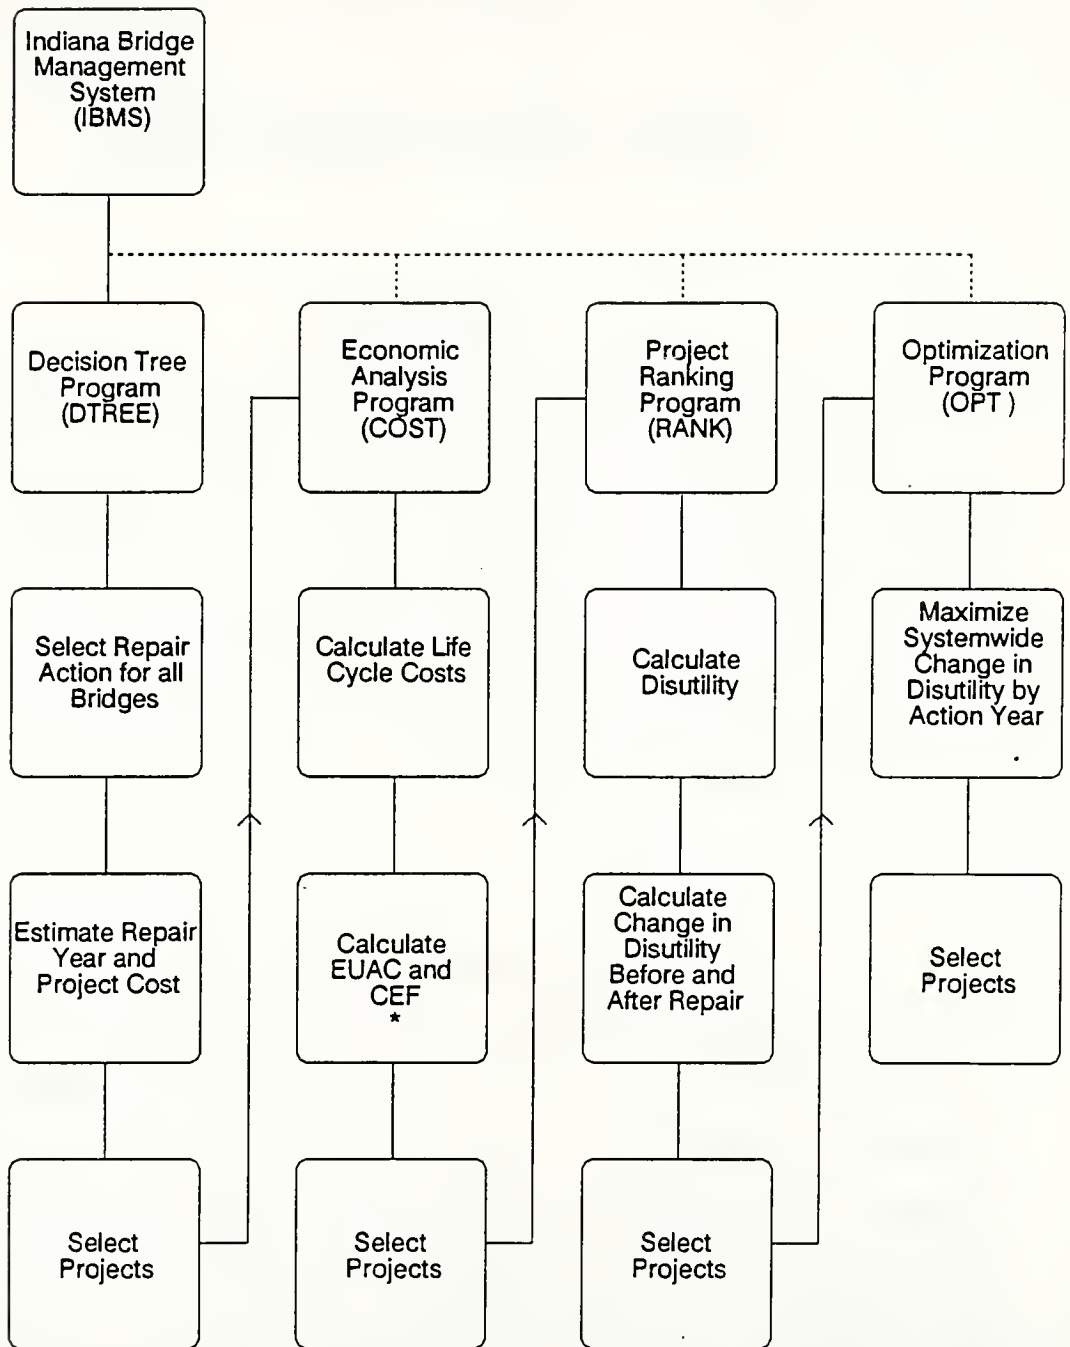 Indiana Bridge
Management
System
(IBMS)
Decision Tree
Program
(DTREE)
Economic
Analysis
Program
(COST)
Project
Ranking
Program
(RANK)
Optimization
Program
(OPT )
Select Repair
Action for all
Bridges
Calculate Life
Cycle Costs
Calculate
Disutility
Maximize
Systemwide
Change in
Disutility by
Action Year
Estimate Repair
Year and
Project Cost
Calculate
EUAC and
CEF
*
Calculate
Change in
Disutility
Before and
After Repair
Select
Projects
Select
Projects
Select
Projects
Select
Projects